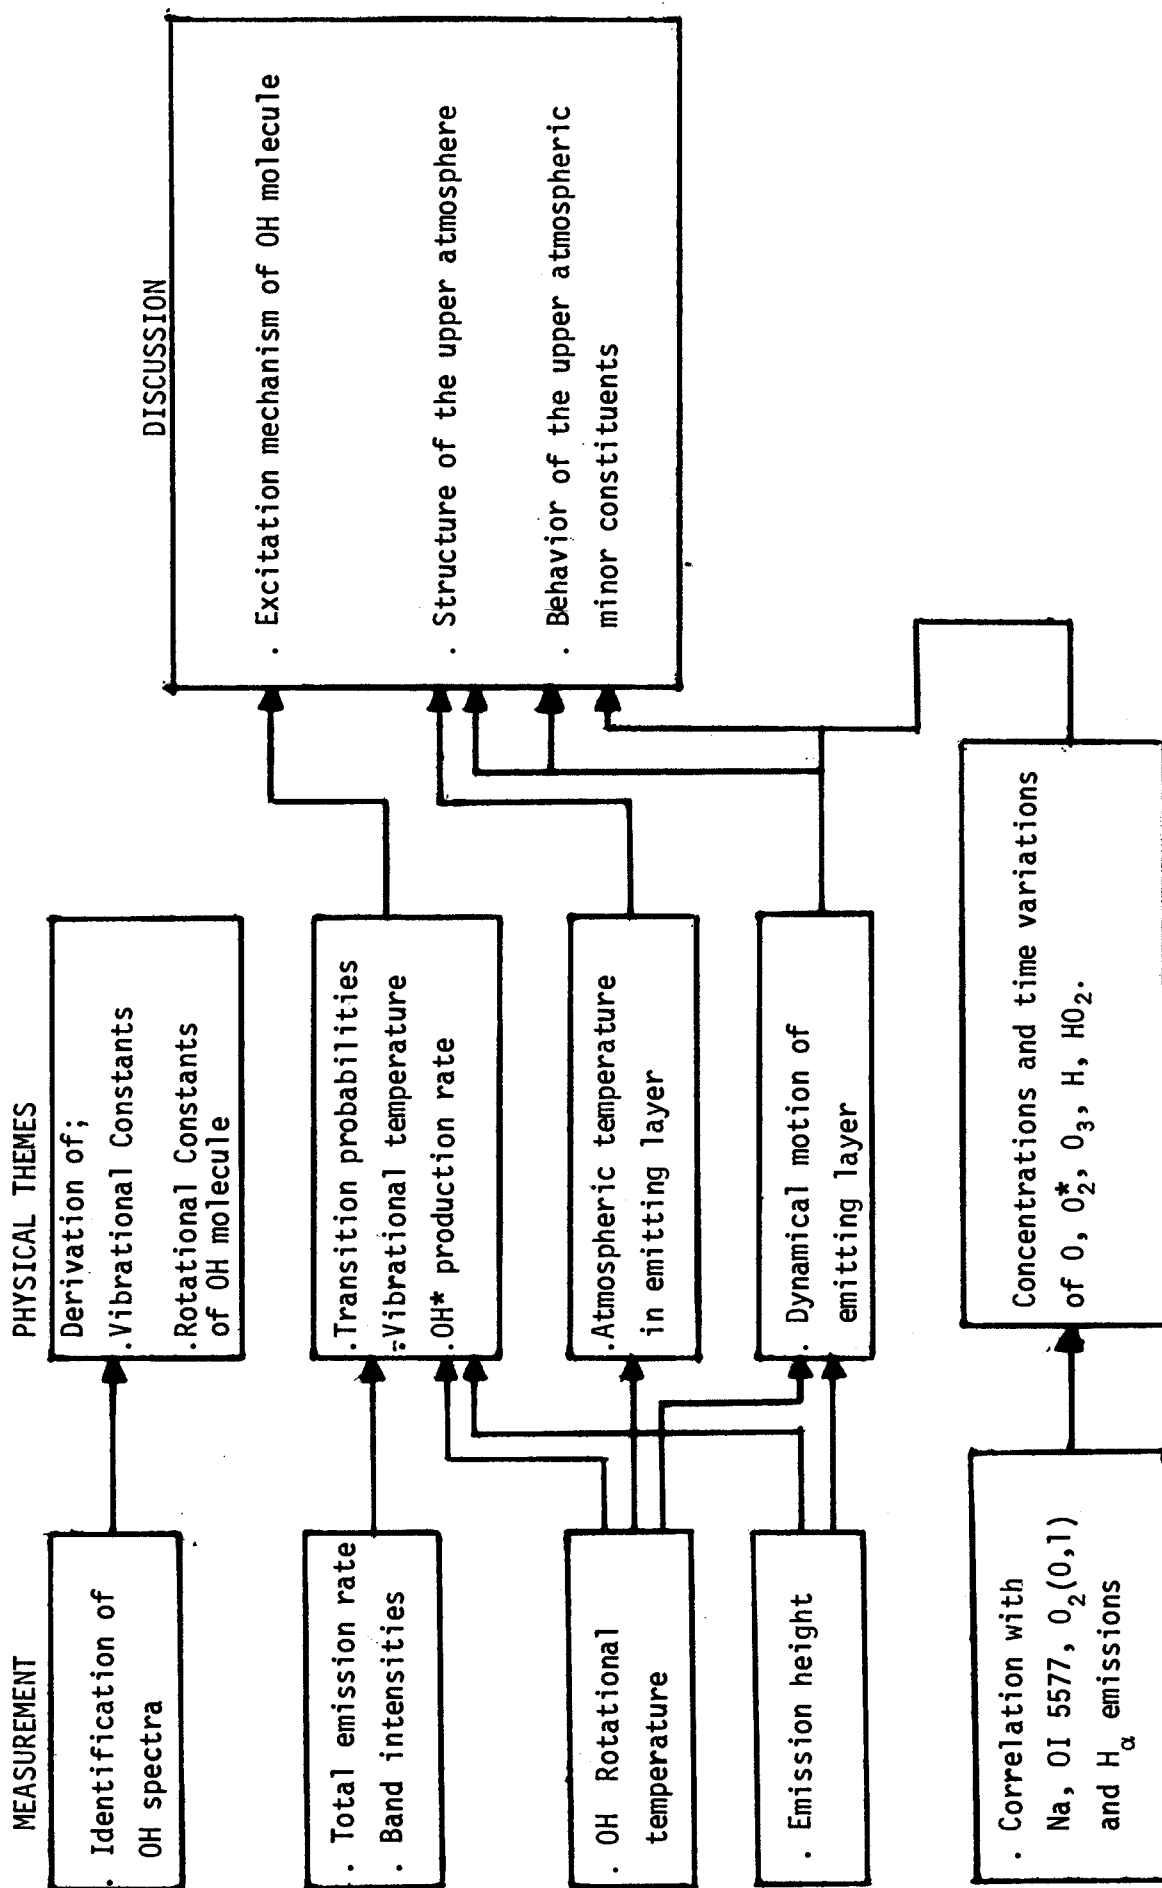 MEASUREMENT
. Identification of
OH spectra
. Total emission rate
. Band intensities
. OH Rotational
temperature
. Emission height
. Correlation with
Na, OI 5577, O₂(0,1)
and Hα emissions
PHYSICAL THEMES
Derivation of;
.Vibrational Constants
.Rotational Constants
of OH molecule
.Transition probabilities
.Vibrational temperature
.OH* production rate
.Atmospheric temperature
in emitting layer
. Dynamical motion of
emitting layer
Concentrations and time variations
of O, O₂*, O₃, H, HO₂.
DISCUSSION
. Excitation mechanism of OH molecule
. Structure of the upper atmosphere
. Behavior of the upper atmospheric
minor constituents